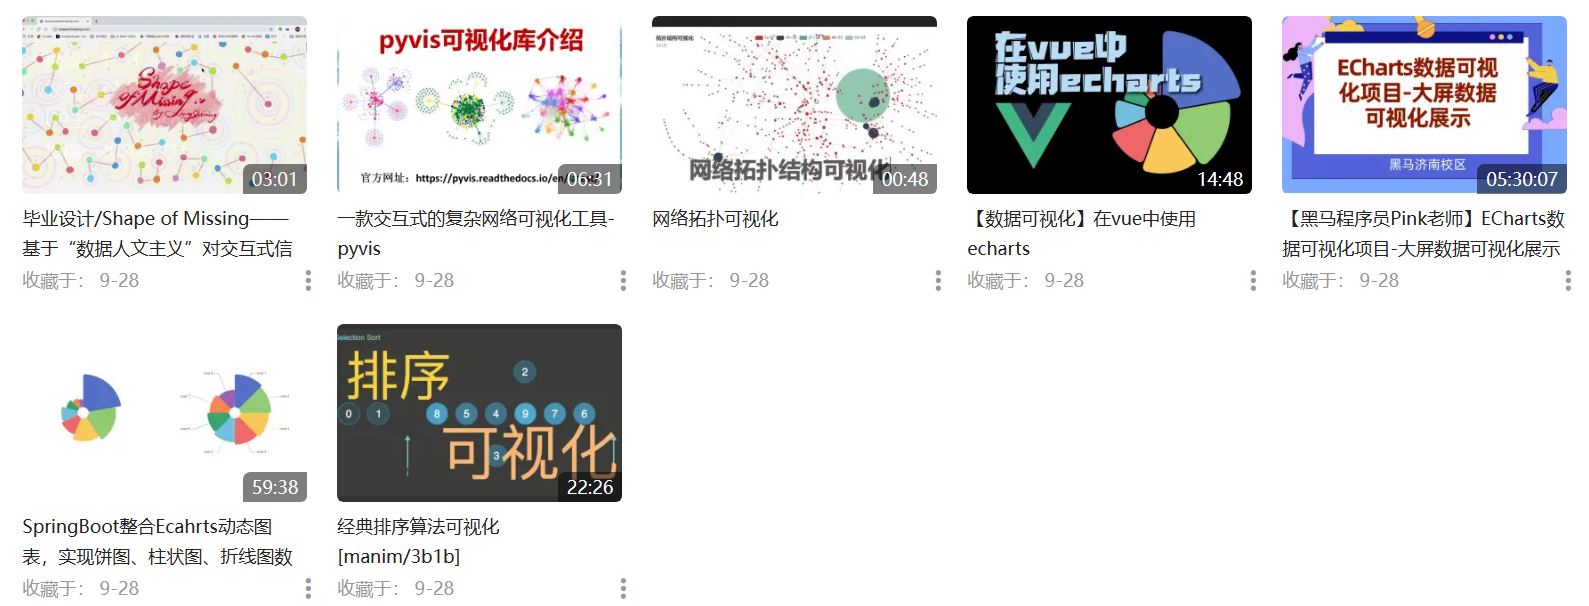 Shape
of Missing
03:01
毕业设计/Shape of Missing——
基于“数据人文主义”对交互式信
收藏于： 9-28
pyvis可视化库介绍
官方网址：https://pyvis.readthedocs.io/en/
06:31
一款交互式的复杂网络可视化工具-
pyvis
收藏于： 9-28
拓扑结构可视化
网络拓扑结构可视化
00:48
网络拓扑可视化
收藏于： 9-28
在vue中
使用echarts
14:48
【数据可视化】在vue中使用
echarts
收藏于： 9-28
ECharts数据可视
化项目-大屏数据
可视化展示
黑马济南校区
05:30:07
【黑马程序员Pink老师】ECharts数
据可视化项目-大屏数据可视化展示
收藏于： 9-28
59:38
SpringBoot整合Ecahrts动态图
表，实现饼图、柱状图、折线图数
收藏于： 9-28
Selection Sort
排序
2
0 1 8 5 4 9 7 6
3
可视化
22:26
经典排序算法可视化
[manim/3b1b]
收藏于： 9-28